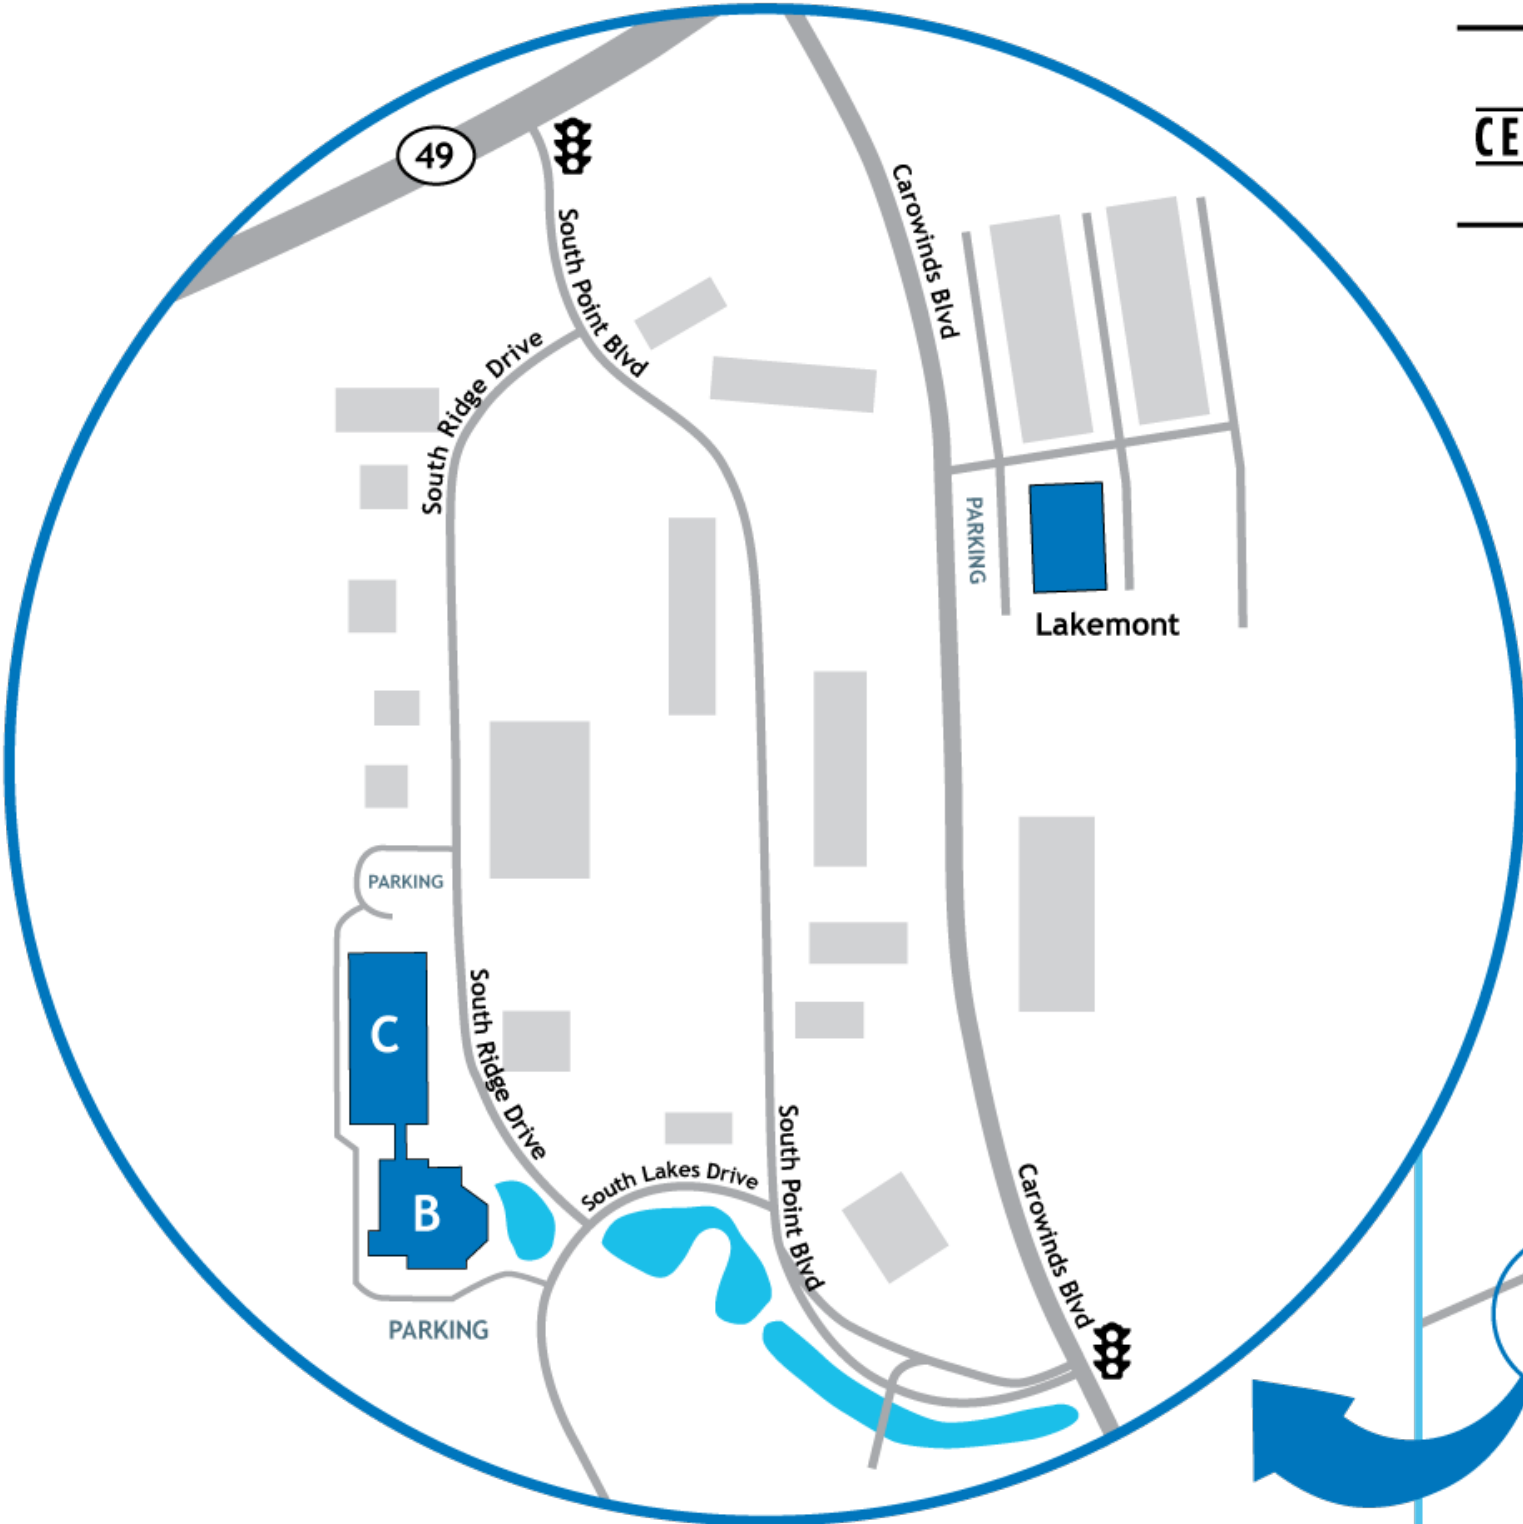 CE
49
South Point Blvd
Carowinds Blvd
South Ridge Drive
PARKING
Lakemont
PARKING
C
South Ridge Drive
South Lakes Drive
South Point Blvd
B
Carowinds Blvd
PARKING